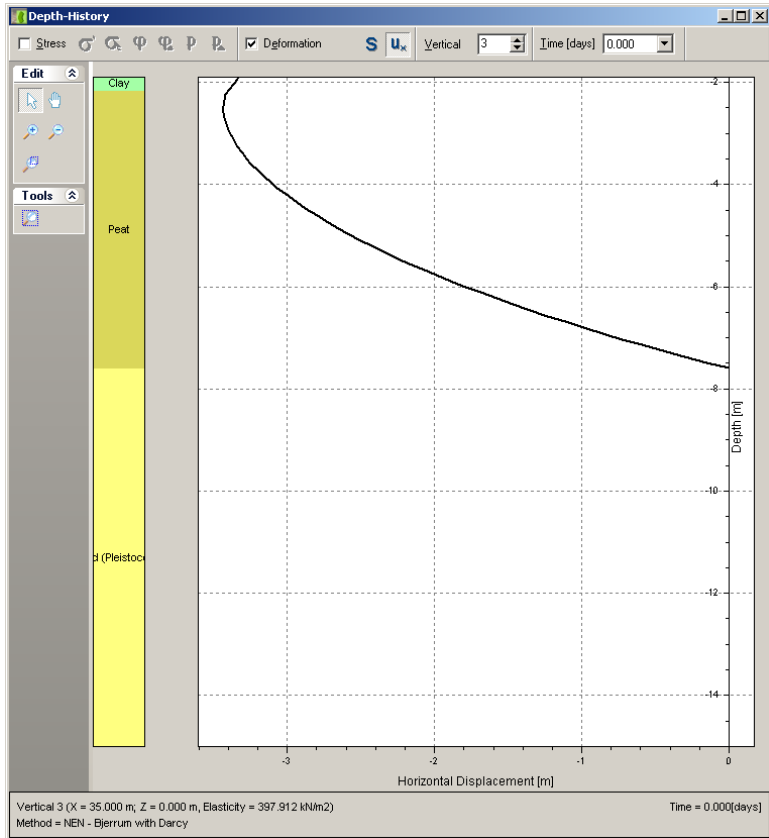 Depth-History
Stress σ' σ φ φ P P Deformation S uₓ Vertical 3 Time [days] 0.000
Edit
Tools
Clay
Peat
d (Pleistoc
-2
-4
-6
-8
-10
-12
-14
Depth [m]
-3 -2 -1 0
Horizontal Displacement [m]
Vertical 3 (X = 35.000 m; Z = 0.000 m, Elasticity = 397.912 kN/m2) Time = 0.000[days]
Method = NEN - Bjerrum with Darcy